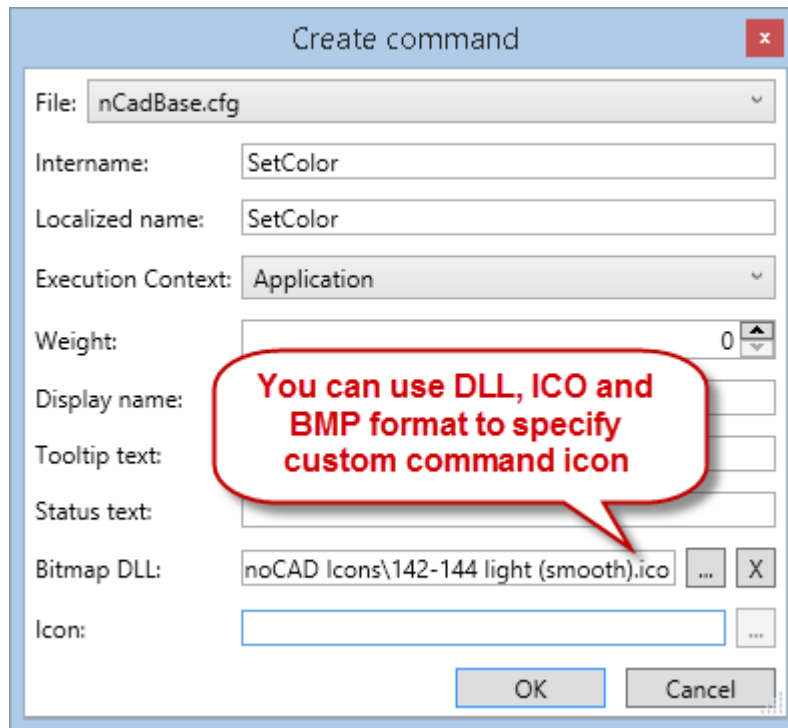 Create command
x
File: nCadBase.cfg
Intername: SetColor
Localized name: SetColor
Execution Context: Application
Weight: 0
You can use DLL, ICO and
BMP format to specify
custom command icon
Display name:
Tooltip text:
Status text:
Bitmap DLL: noCAD Icons\142-144 light (smooth).ico ... X
Icon: ...
OK Cancel